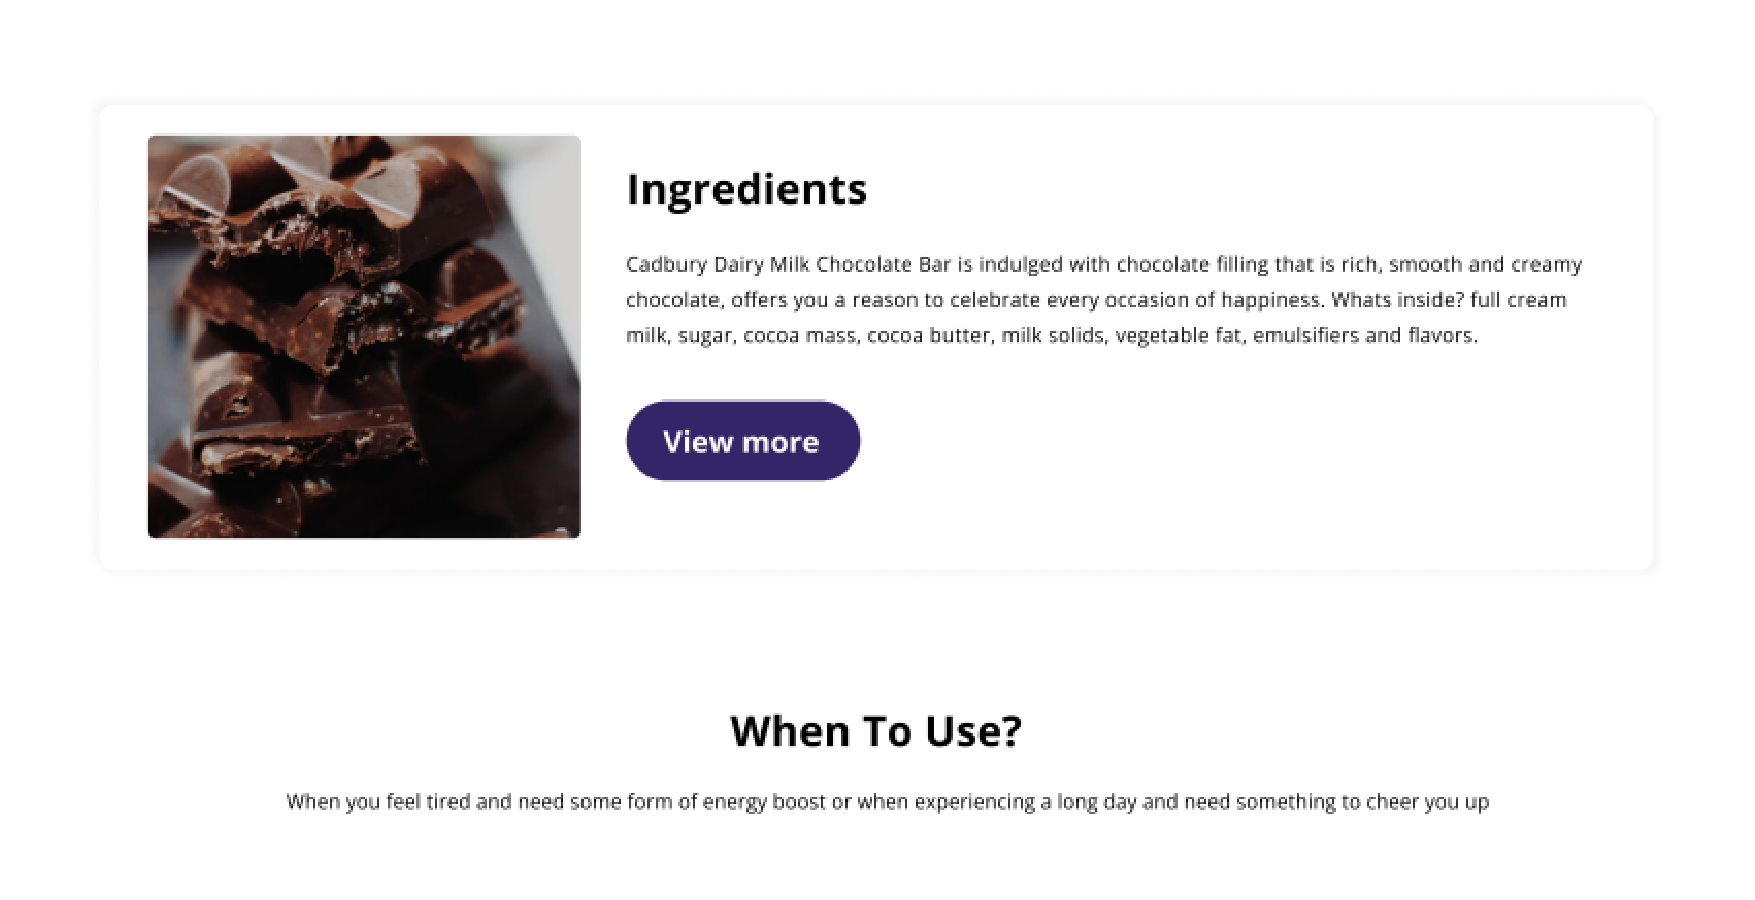 Ingredients
Cadbury Dairy Milk Chocolate Bar is indulged with chocolate filling that is rich, smooth and creamy
chocolate, offers you a reason to celebrate every occasion of happiness. Whats inside? full cream
milk, sugar, cocoa mass, cocoa butter, milk solids, vegetable fat, emulsifiers and flavors.
View more
When To Use?
When you feel tired and need some form of energy boost or when experiencing a long day and need something to cheer you up